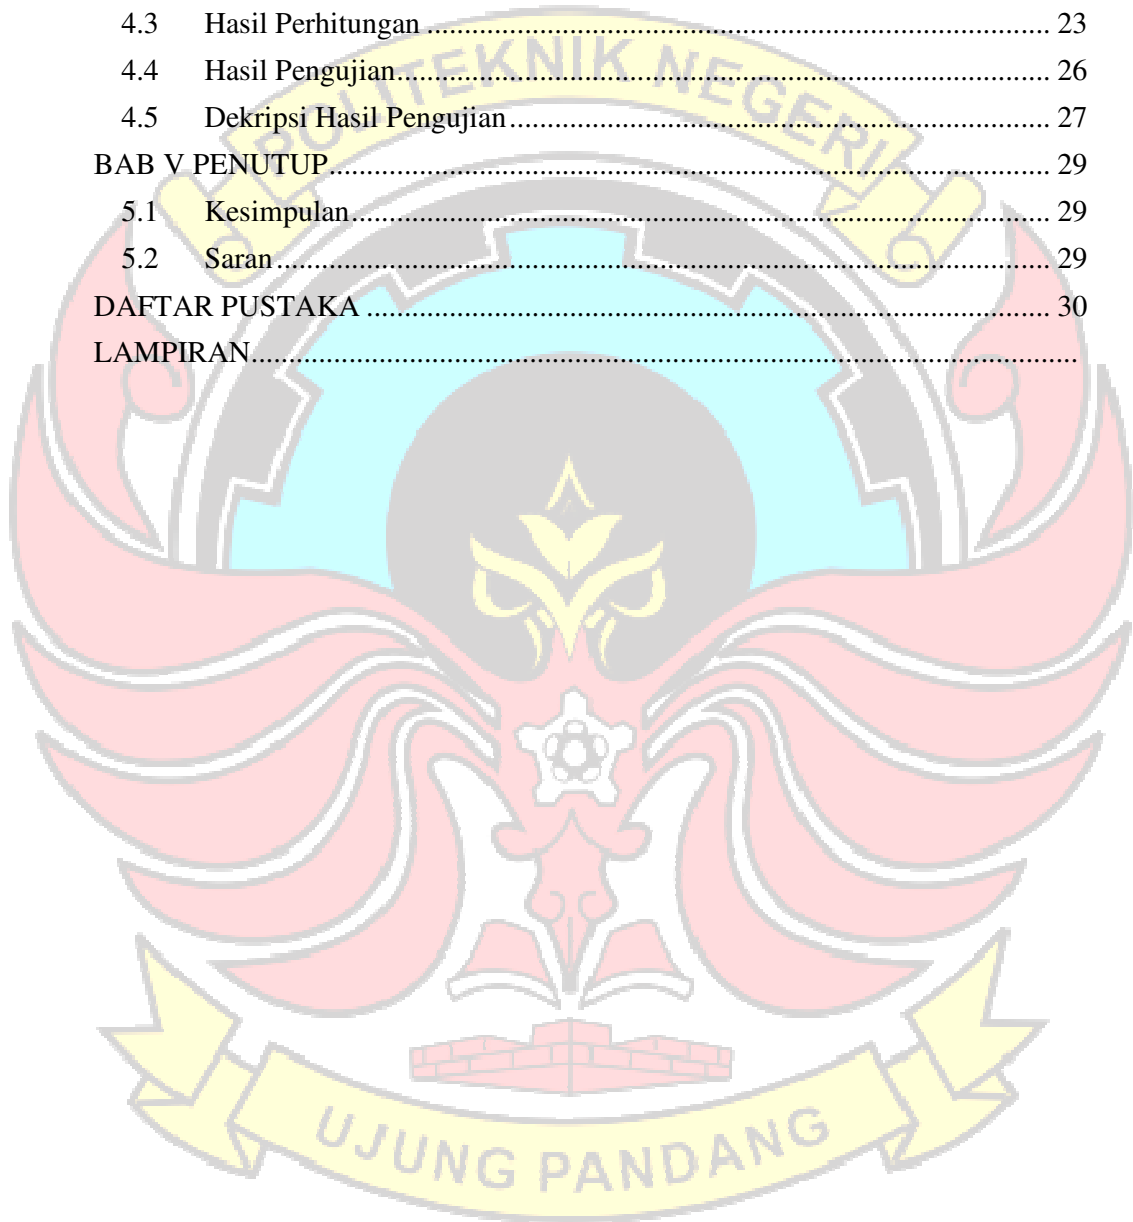 4.3 Hasil Perhitungan ........ 23
4.4 Hasil Pengujian ........ 26
4.5 Dekripsi Hasil Pengujian ........ 27
BAB V PENUTUP ........ 29
5.1 Kesimpulan ........ 29
5.2 Saran ........ 29
DAFTAR PUSTAKA ........ 30
LAMPIRAN ........
POLITEKNIK NEGERI
UJUNG PANDANG